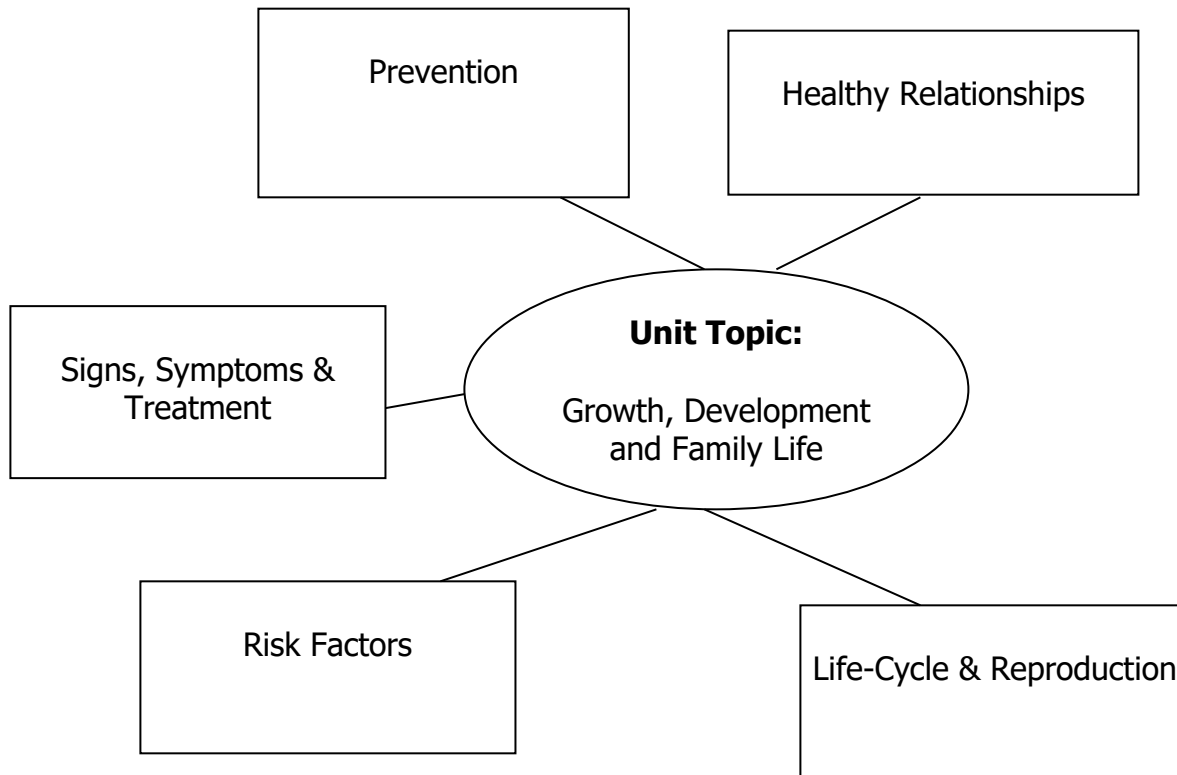 Prevention
Healthy Relationships
Unit Topic:
Growth, Development
and Family Life
Signs, Symptoms &
Treatment
Risk Factors
Life-Cycle & Reproduction